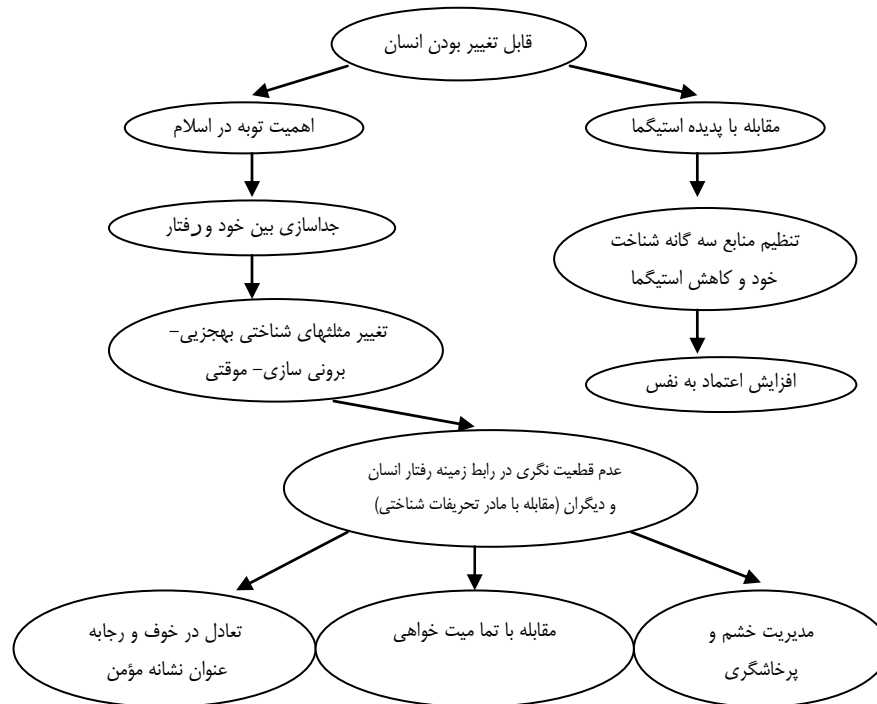 قابل تغییر بودن انسان
مقابله با پدیده استیگما
اهمیت توبه در اسلام
تنظیم منابع سه گانه شناخت
خود و کاهش استیگما
جداسازی بین خود و رفتار
افزایش اعتماد به نفس
تغییر مثلثهای شناختی بهجزیی-
برونی سازی- موقتی
عدم قطعیت نگری در رابط زمینه رفتار انسان
و دیگران (مقابله با مادر تحریفات شناختی)
مدیریت خشم و
پرخاشگری
مقابله با تما میت خواهی
تعادل در خوف و رجابه
عنوان نشانه مؤمن